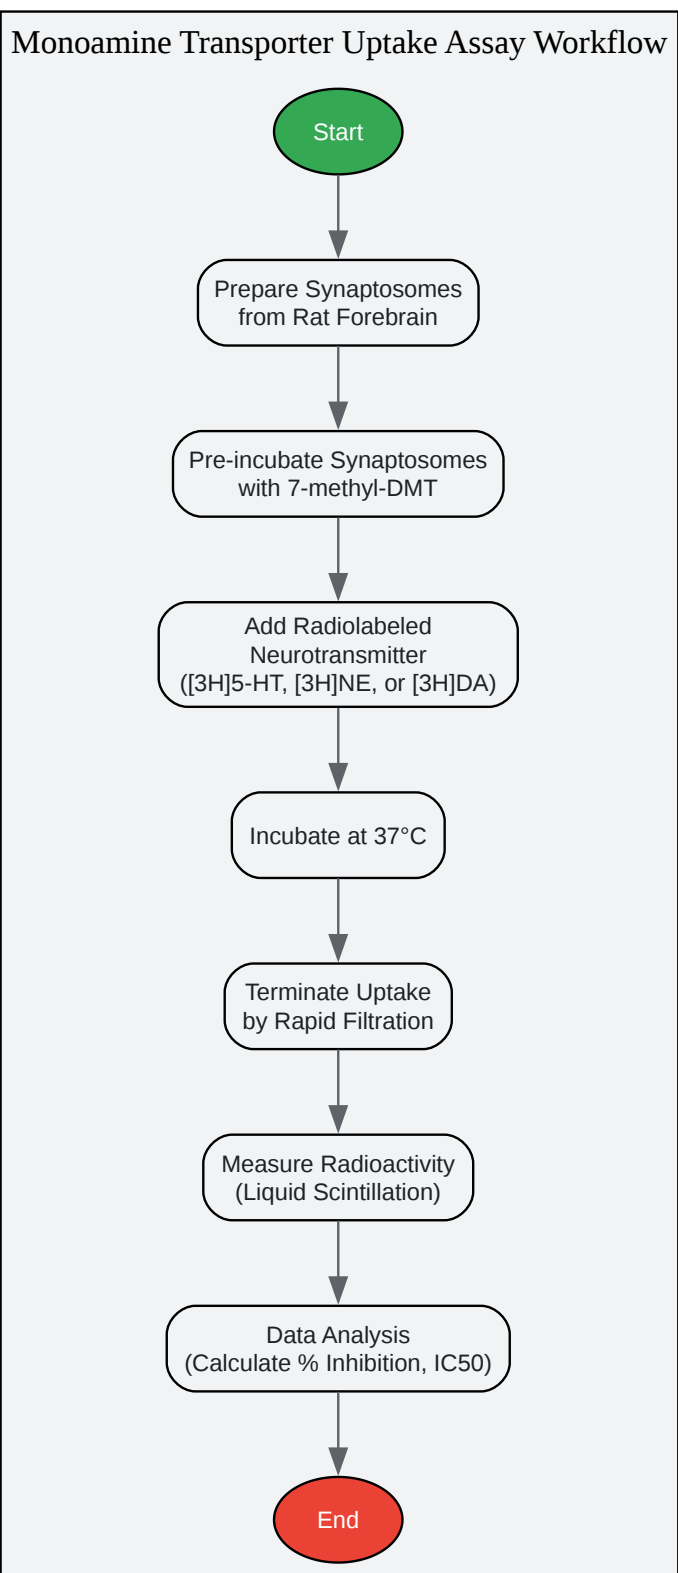 Monoamine Transporter Uptake Assay Workflow
Start
Prepare Synaptosomes
from Rat Forebrain
Pre-incubate Synaptosomes
with 7-methyl-DMT
Add Radiolabeled
Neurotransmitter
([3H]5-HT, [3H]NE, or [3H]DA)
Incubate at 37°C
Terminate Uptake
by Rapid Filtration
Measure Radioactivity
(Liquid Scintillation)
Data Analysis
(Calculate % Inhibition, IC50)
End